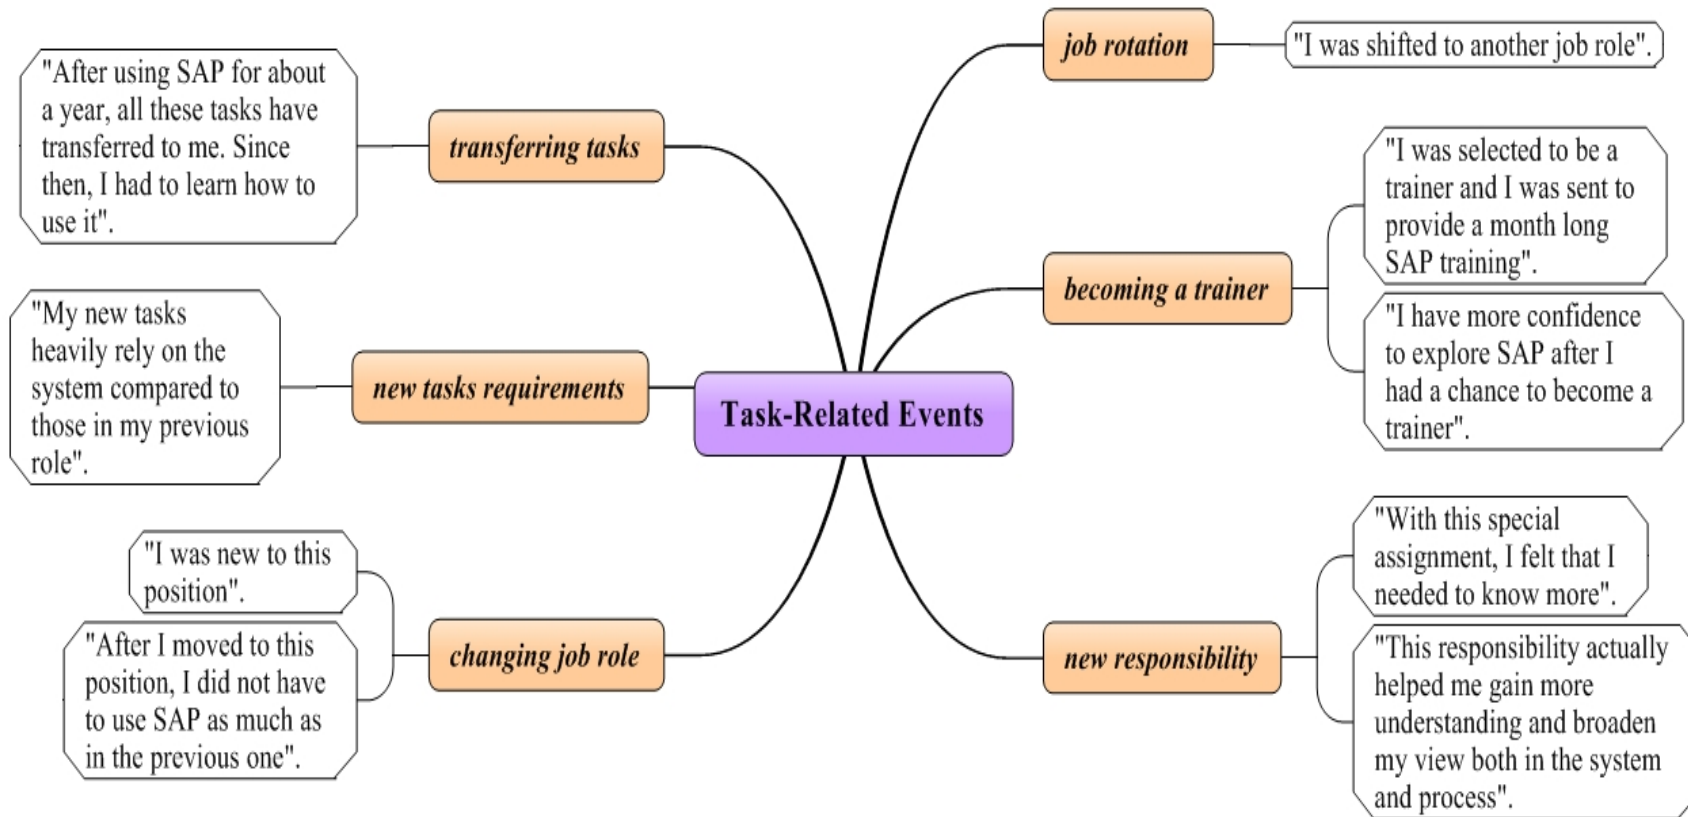 "After using SAP for about
a year, all these tasks have
transferred to me. Since
then, I had to learn how to
use it".
transferring tasks
"My new tasks
heavily rely on the
system compared to
those in my previous
role".
new tasks requirements
"I was new to this
position".
"After I moved to this
position, I did not have
to use SAP as much as
in the previous one".
changing job role
Task-Related Events
job rotation
"I was shifted to another job role".
becoming a trainer
"I was selected to be a
trainer and I was sent to
provide a month long
SAP training".
"I have more confidence
to explore SAP after I
had a chance to become a
trainer".
new responsibility
"With this special
assignment, I felt that I
needed to know more".
"This responsibility actually
helped me gain more
understanding and broaden
my view both in the system
and process".